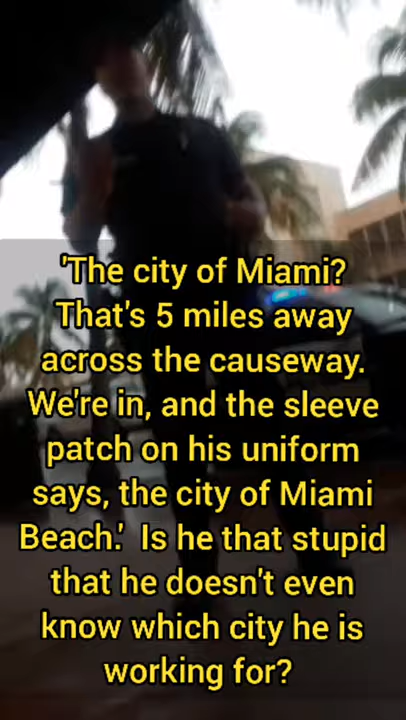 'The city of Miami?
That's 5 miles away
across the causeway.
We're in, and the sleeve
patch on his uniform
says, the city of Miami
Beach.'  Is he that stupid
that he doesn't even
know which city he is
working for?